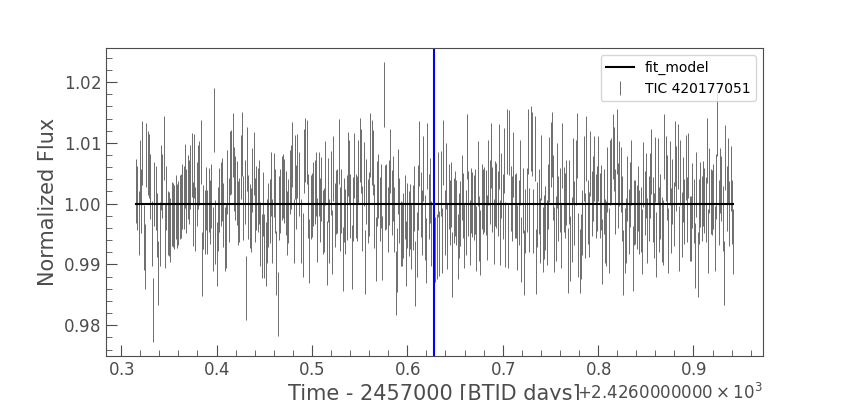 fit_model
TIC 420177051
Normalized Flux
1.02
1.01
1.00
0.99
0.98
0.3 0.4 0.5 0.6 0.7 0.8 0.9
Time - 2457000 [BTJD days]
+2.4260000000 × 10³